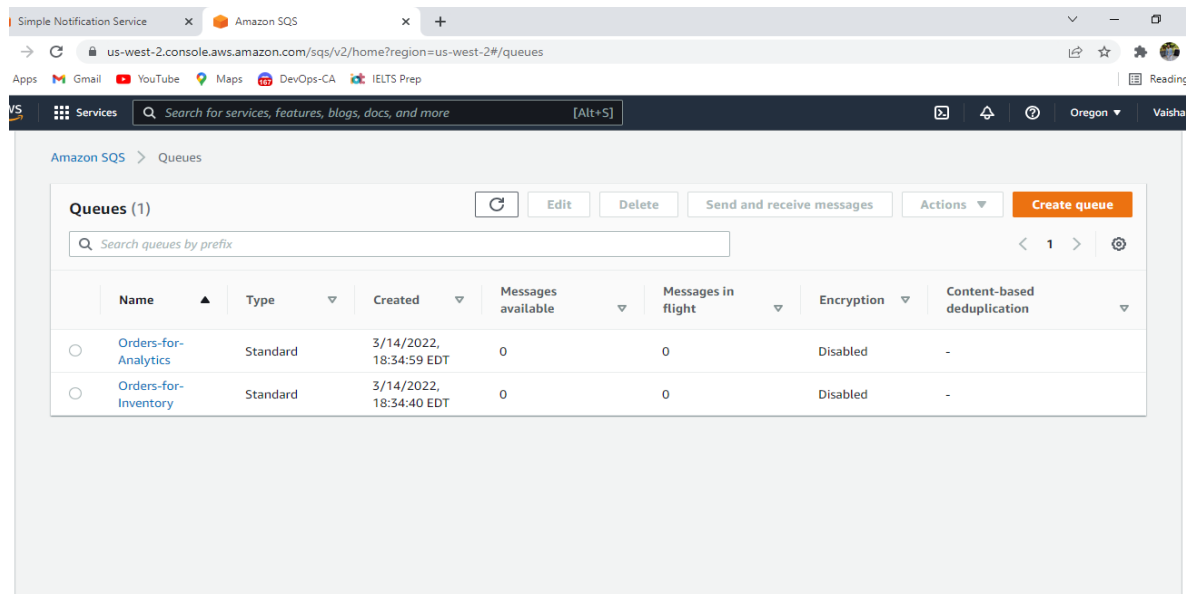 Simple Notification Service
Amazon SQS
us-west-2.console.aws.amazon.com/sqs/v2/home?region=us-west-2#/queues
Apps Gmail YouTube Maps 167 DevOps-CA IELTS Prep Reading
Services Search for services, features, blogs, docs, and more [Alt+S] Oregon Vaisha
Amazon SQS > Queues
Queues (1) Edit Delete Send and receive messages Actions Create queue
Search queues by prefix 1
Name Type Created Messages available Messages in flight Encryption Content-based deduplication
Orders-for-Analytics Standard 3/14/2022, 18:34:59 EDT 0 0 Disabled -
Orders-for-Inventory Standard 3/14/2022, 18:34:40 EDT 0 0 Disabled -